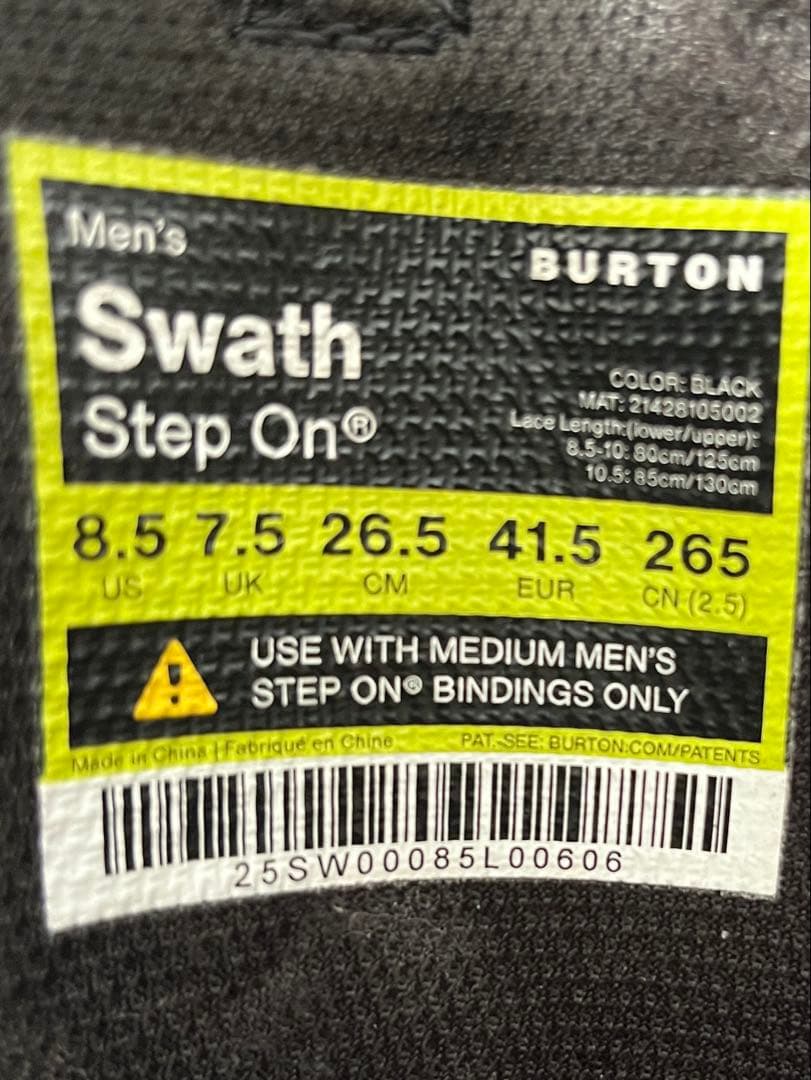 Men's
BURTON
Swath
Step On®
COLOR: BLACK
MAT: 21428105002
Lace Length:(lower/upper):
8.5-10: 80cm/125cm
10.5: 85cm/130cm
8.5 7.5 26.5 41.5 265
US UK CM EUR CN (2.5)
USE WITH MEDIUM MEN'S
STEP ON® BINDINGS ONLY
Made in China | Fabriqué en Chine
PAT. SEE: BURTON.COM/PATENTS
25SW00085L00606